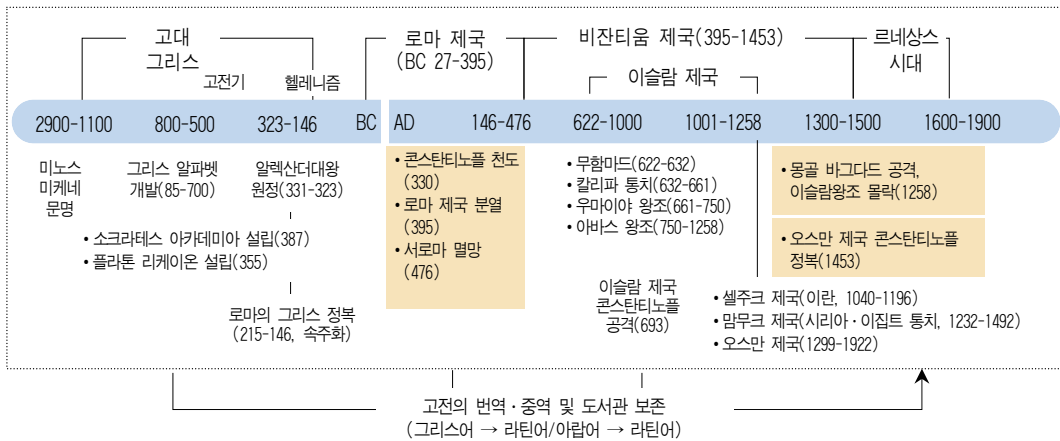 고대
그리스
고전기
헬레니즘
로마 제국
(BC 27-395)
비잔티움 제국(395-1453)
이슬람 제국
르네상스
시대
2900-1100
800-500
323-146
BC
AD
146-476
622-1000
1001-1258
1300-1500
1600-1900
미노스
미케네
문명
그리스 알파벳
개발(85-700)
알렉산더대왕
원정(331-323)
• 소크라테스 아카데미아 설립(387)
• 플라톤 리케이온 설립(355)
로마의 그리스 정복
(215-146, 속주화)
• 콘스탄티노플 천도
(330)
• 로마 제국 분열
(395)
• 서로마 멸망
(476)
• 무함마드(622-632)
• 칼리파 통치(632-661)
• 우마이야 왕조(661-750)
• 아바스 왕조(750-1258)
이슬람 제국
콘스탄티노플
공격(693)
• 몽골 바그다드 공격,
이슬람왕조 몰락(1258)
• 오스만 제국 콘스탄티노플
정복(1453)
• 셀주크 제국(이란, 1040-1196)
• 맘무크 제국(시리아·이집트 통치, 1232-1492)
• 오스만 제국(1299-1922)
고전의 번역·중역 및 도서관 보존
(그리스어 → 라틴어/아랍어 → 라틴어)